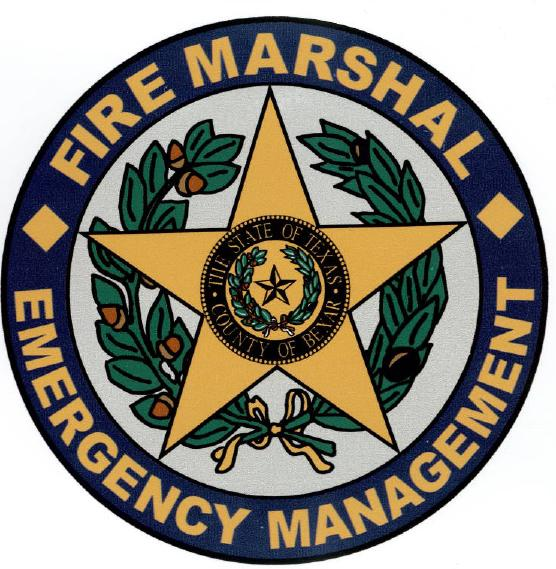 FIRE MARSHAL
EMERGENCY MANAGEMENT
THE STATE OF TEXAS
COUNTY OF BEXAR